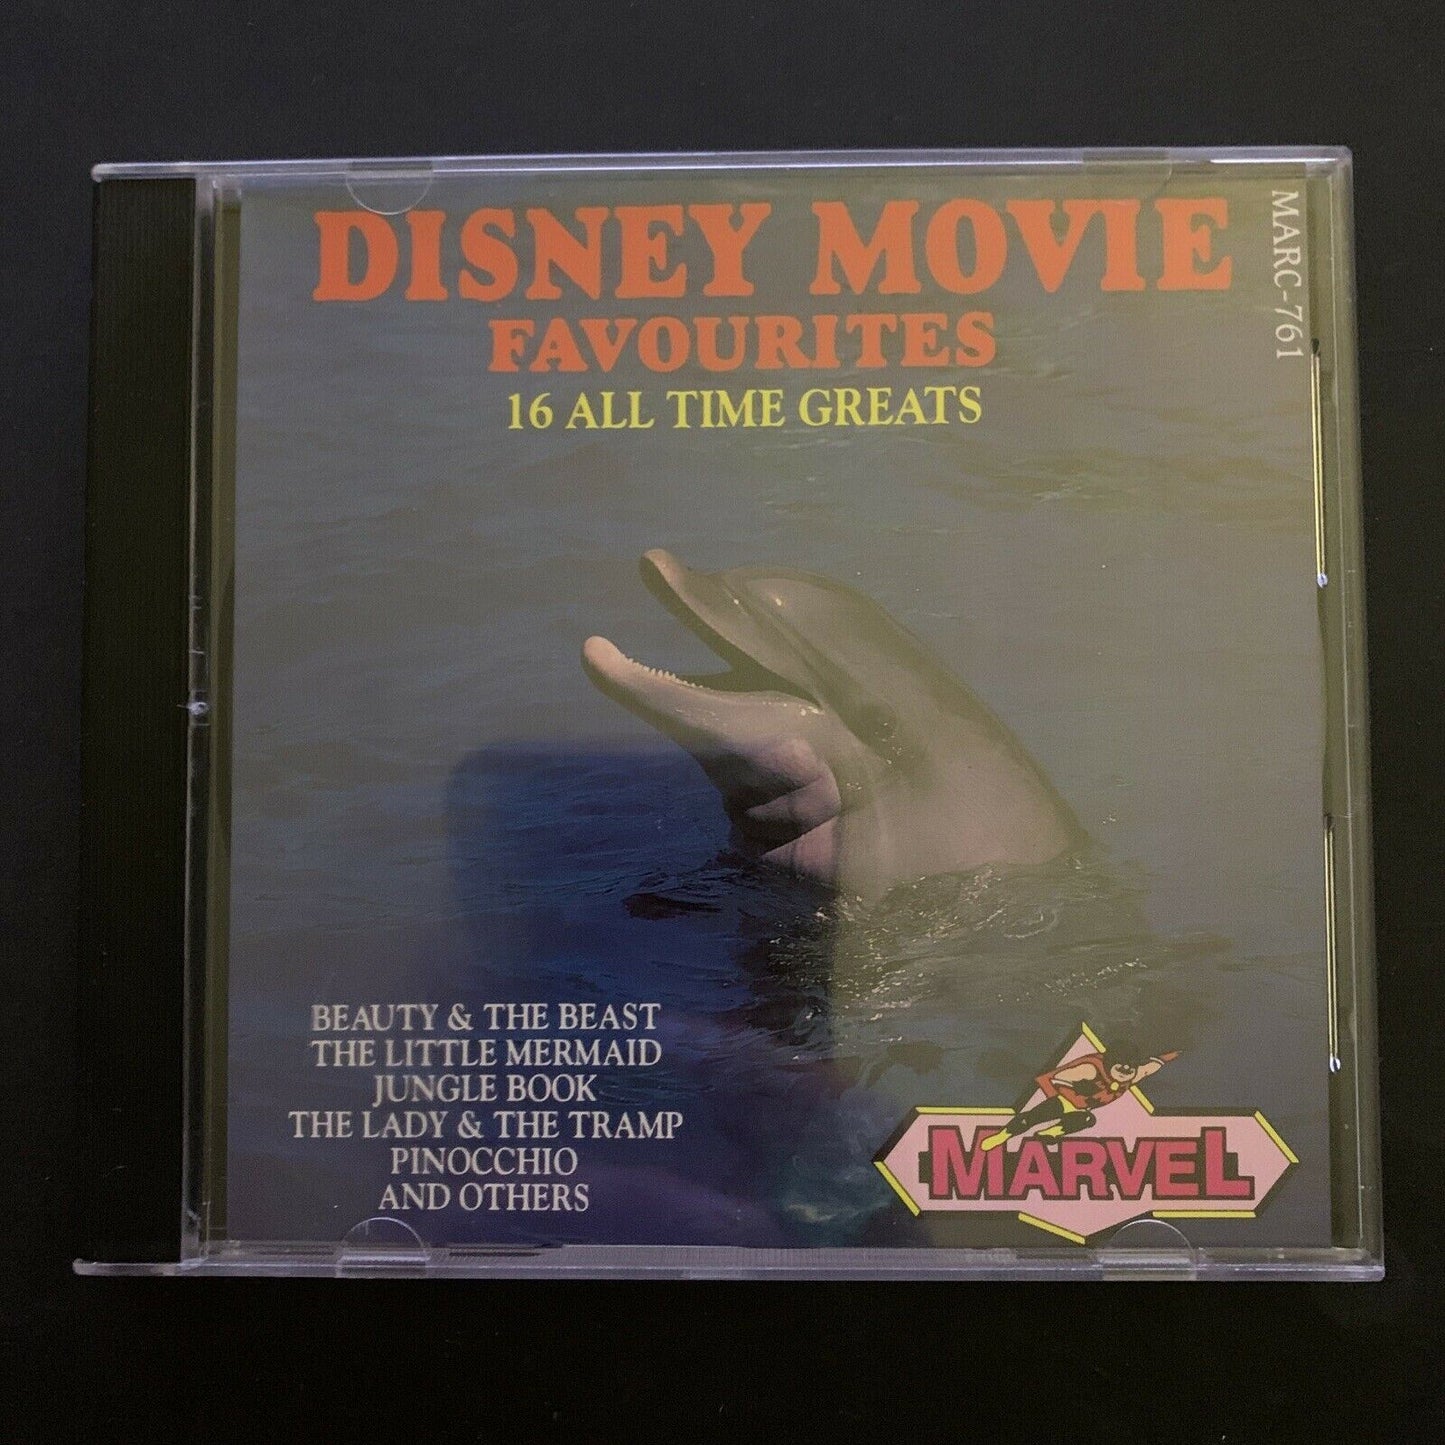 DISNEY MOVIE
FAVOURITES
16 ALL TIME GREATS
MARC-761
BEAUTY & THE BEAST
THE LITTLE MERMAID
JUNGLE BOOK
THE LADY & THE TRAMP
PINOCCHIO
AND OTHERS
MARVEL